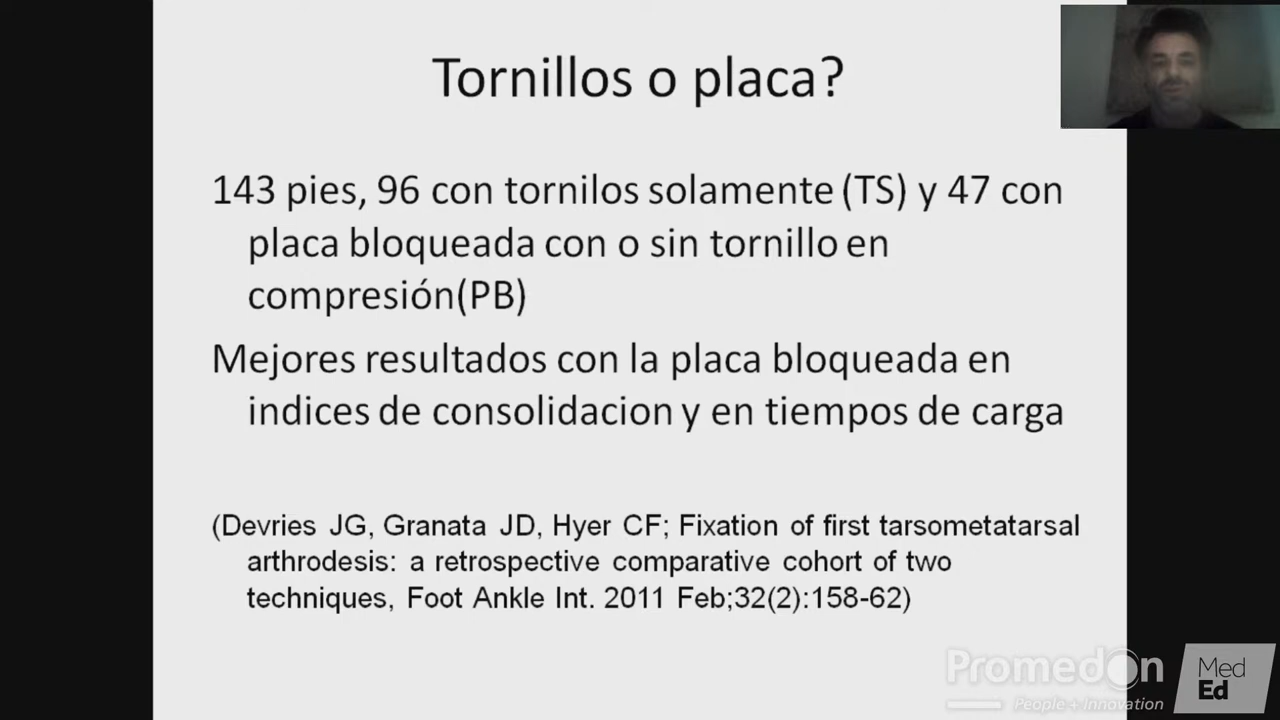 Tornillos o placa?
143 pies, 96 con tornilos solamente (TS) y 47 con
placa bloqueada con o sin tornillo en
compresión(PB)
Mejores resultados con la placa bloqueada en
indices de consolidacion y en tiempos de carga
(Devries JG, Granata JD, Hyer CF; Fixation of first tarsometatarsal
arthrodesis: a retrospective comparative cohort of two
techniques, Foot Ankle Int. 2011 Feb;32(2):158-62)
Promedon
People + Innovation
Med
Ed